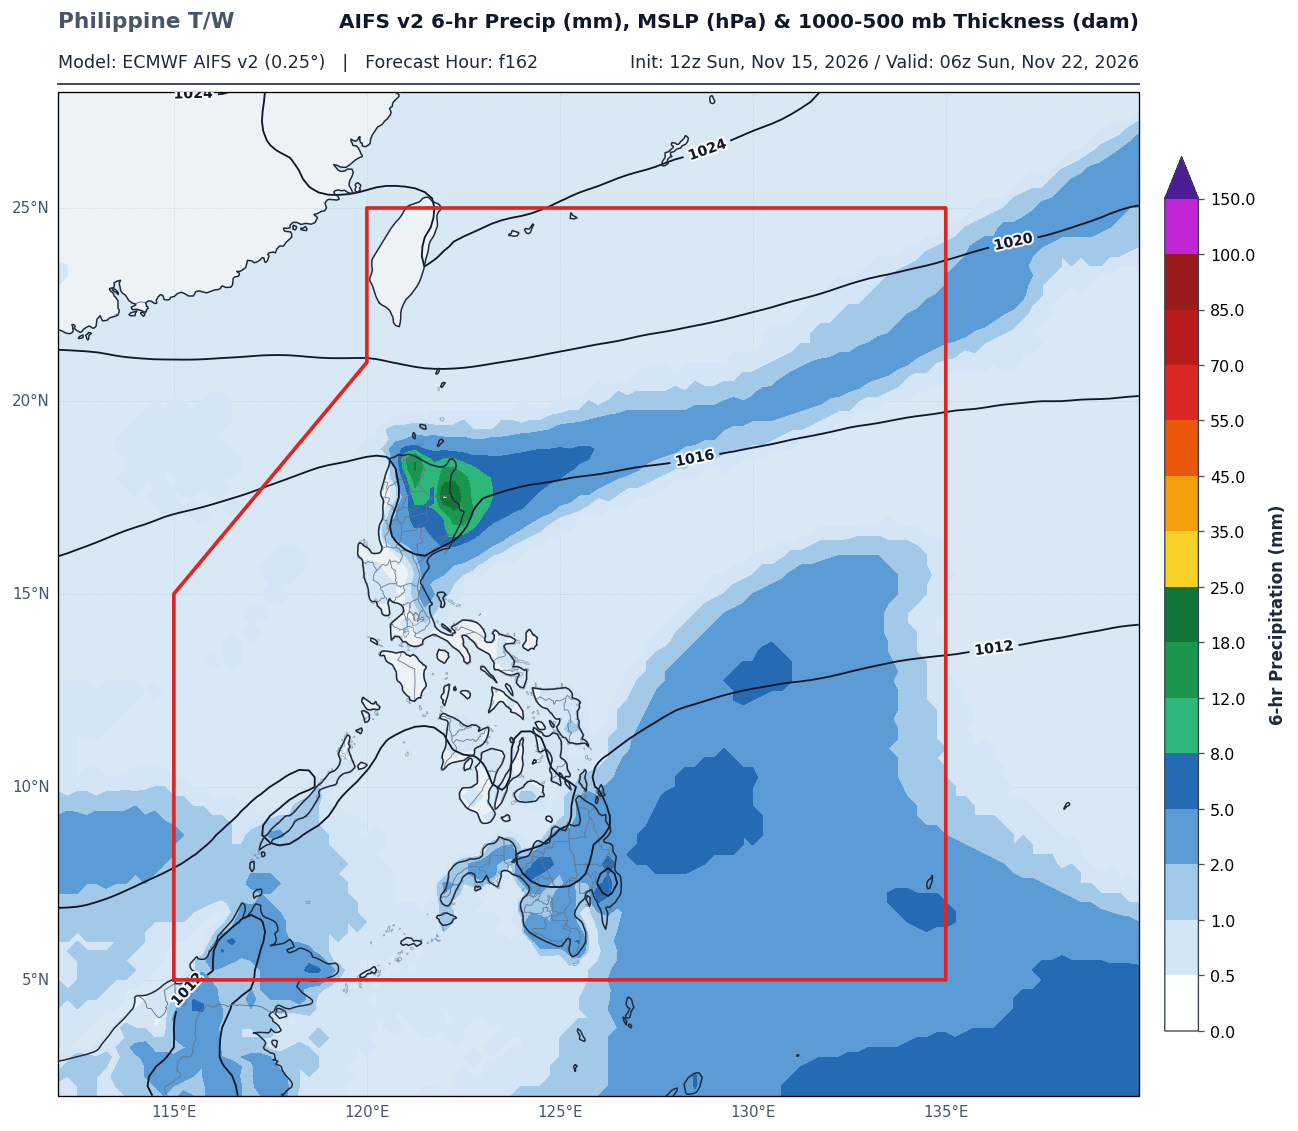 Philippine T/W
AIFS v2 6-hr Precip (mm), MSLP (hPa) & 1000-500 mb Thickness (dam)
Model: ECMWF AIFS v2 (0.25°)   |   Forecast Hour: f162
Init: 12z Sun, Nov 15, 2026 / Valid: 06z Sun, Nov 22, 2026
1024
1024
1020
1016
1012
1012
25°N
20°N
15°N
10°N
5°N
115°E
120°E
125°E
130°E
135°E
150.0
100.0
85.0
70.0
55.0
45.0
35.0
25.0
18.0
12.0
8.0
5.0
2.0
1.0
0.5
0.0
6-hr Precipitation (mm)